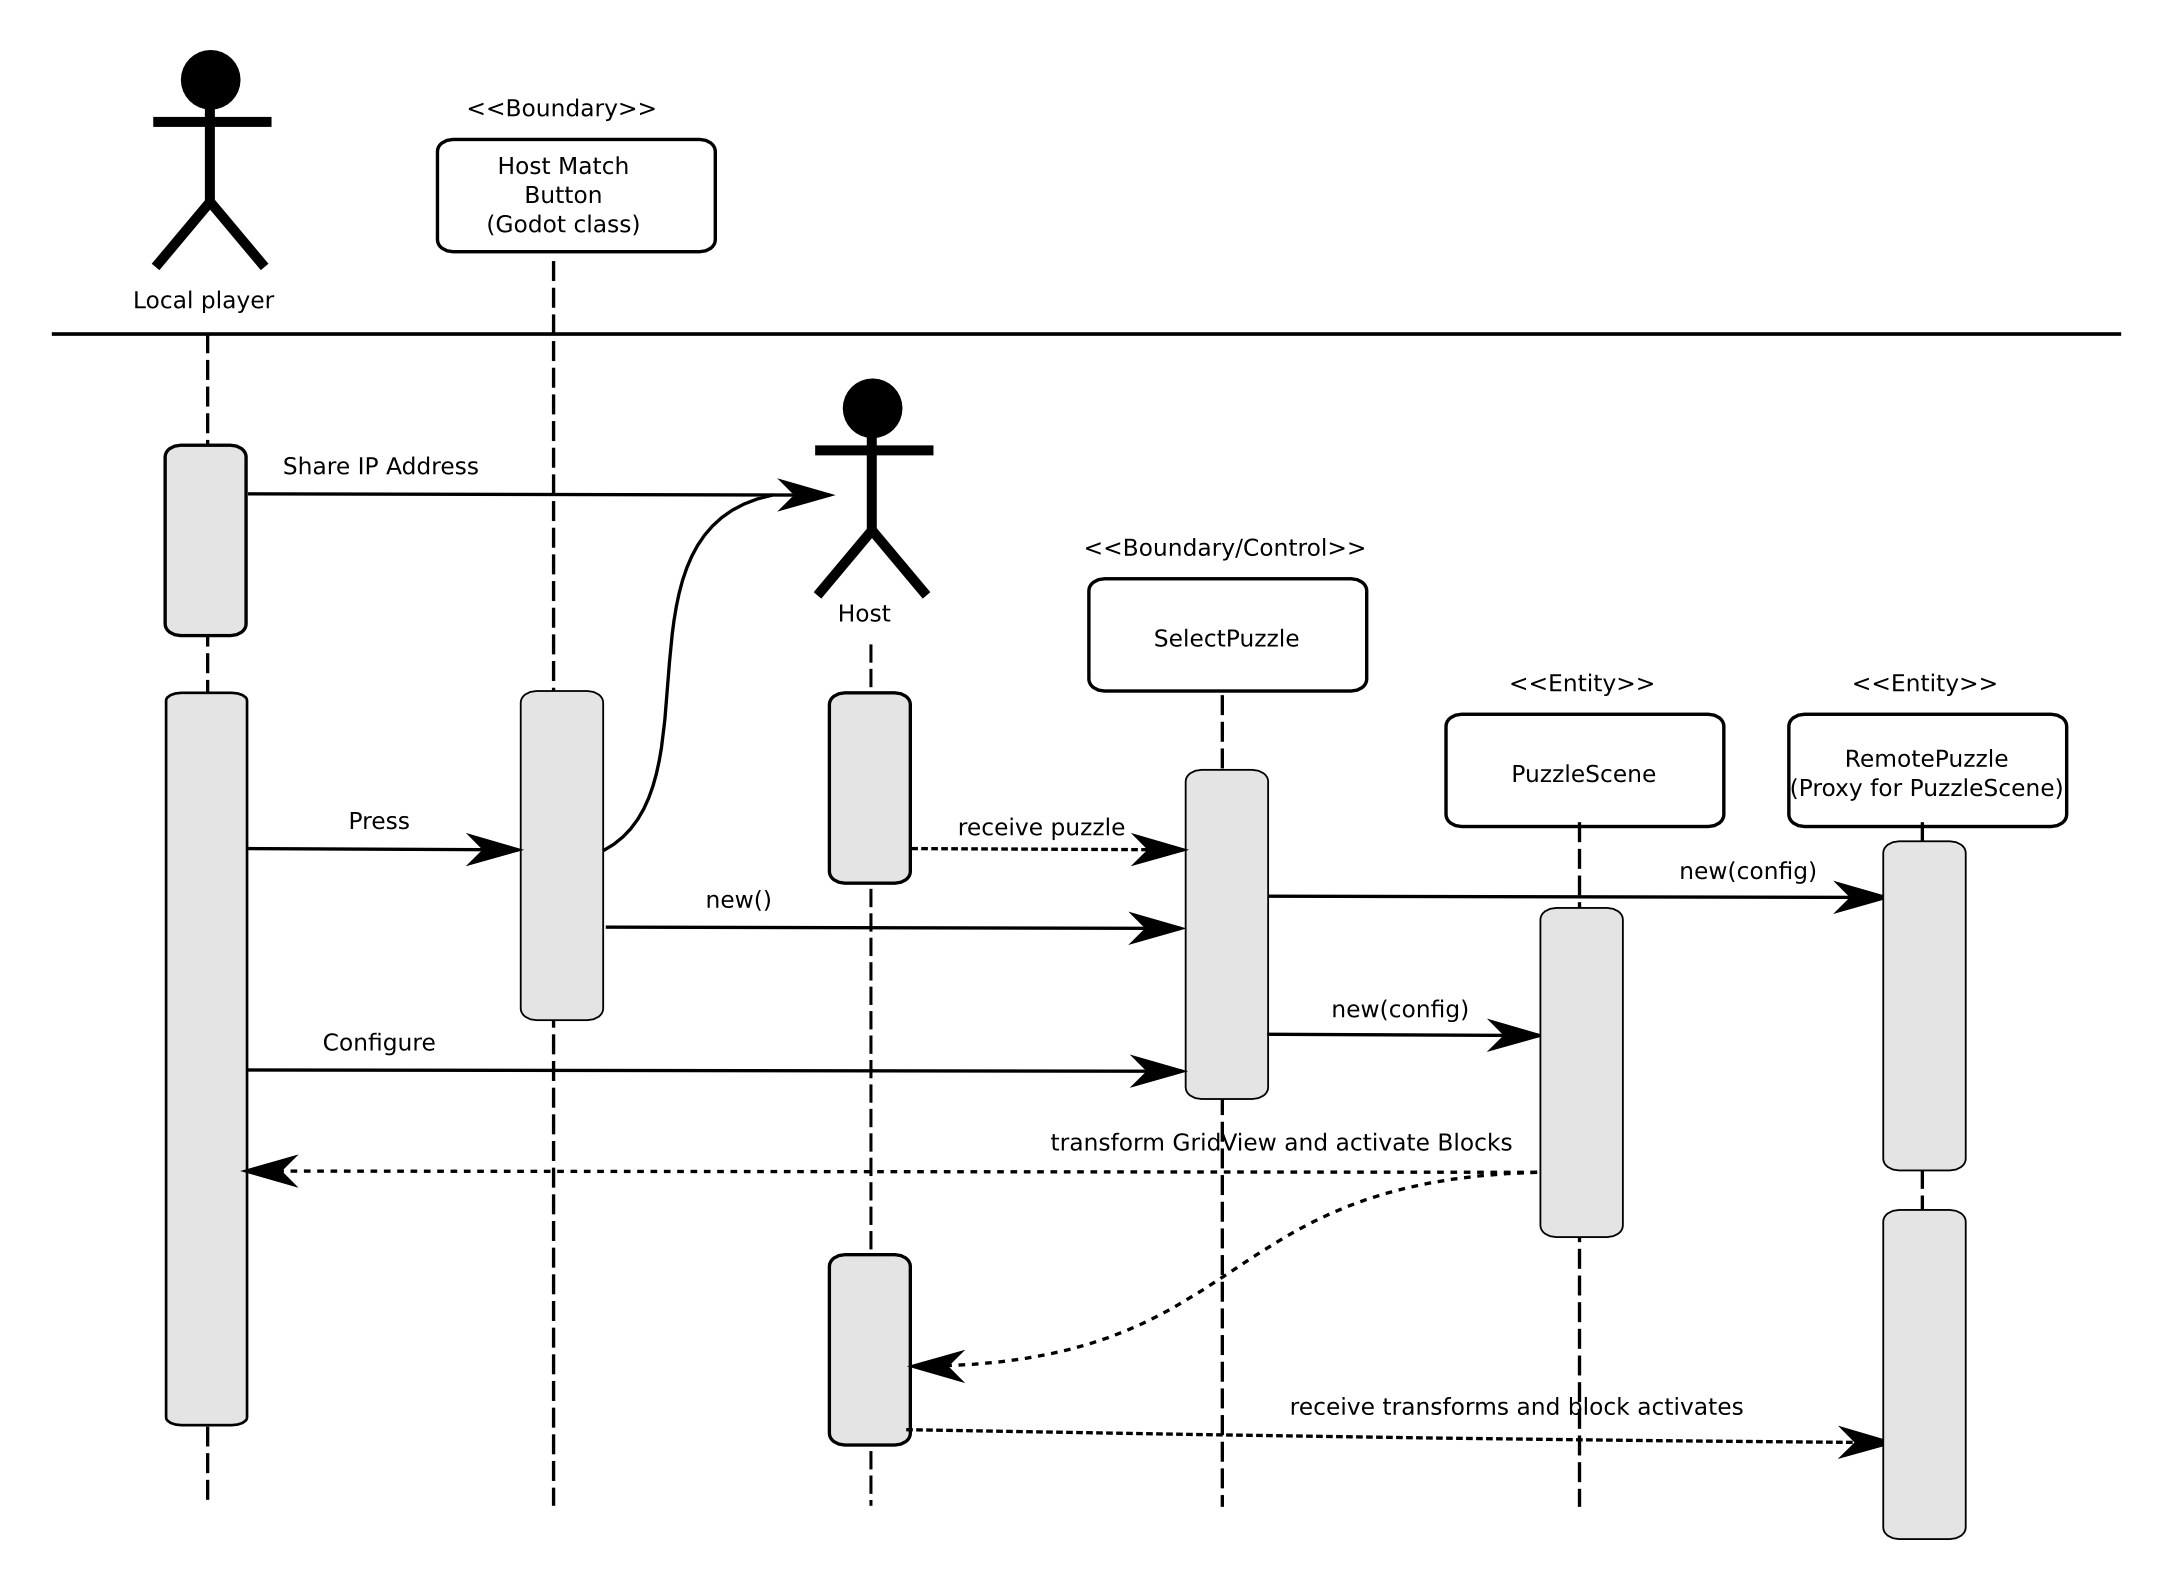 <<Boundary>>
Host Match
Button
(Godot class)
Local player
Share IP Address
<<Boundary/Control>>
Host
SelectPuzzle
<<Entity>>
<<Entity>>
PuzzleScene
RemotePuzzle
(Proxy for PuzzleScene)
Press
receive puzzle
new(config)
new()
new(config)
Configure
transform GridView and activate Blocks
receive transforms and block activates